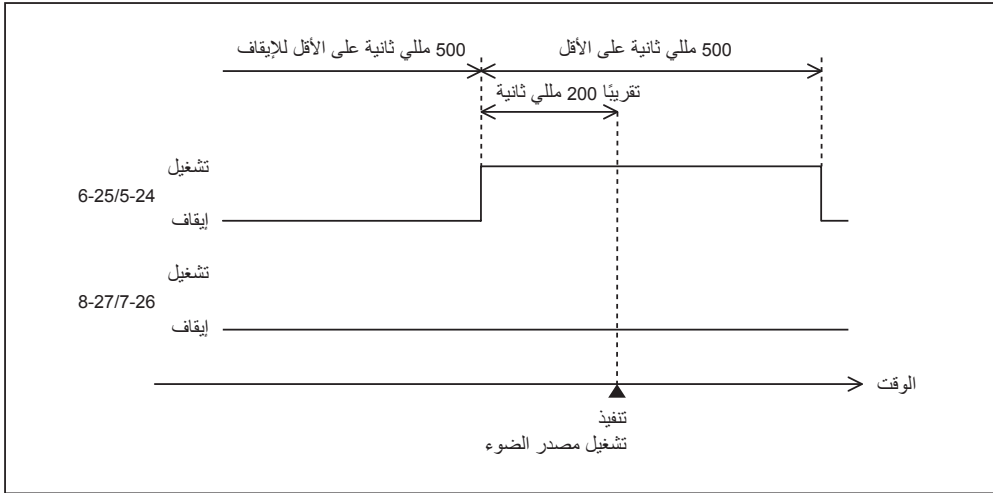 500 مللي ثانية على الأقل للإيقاف
500 مللي ثانية على الأقل
تقريبًا 200 مللي ثانية
تشغيل
6-25/5-24
إيقاف
تشغيل
8-27/7-26
إيقاف
الوقت
تنفيذ
تشغيل مصدر الضوء